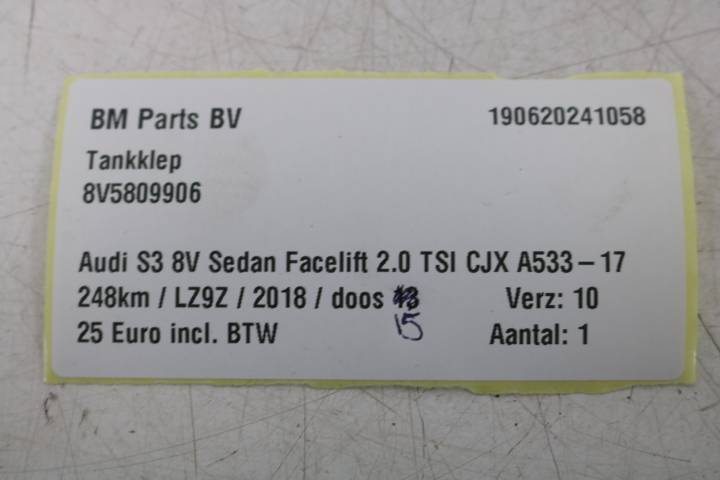 BM Parts BV 190620241058
Tankklep
8V5809906
Audi S3 8V Sedan Facelift 2.0 TSI CJX A533-17
248km / LZ9Z / 2018 / doos Verz: 10
15
25 Euro incl. BTW Aantal: 1